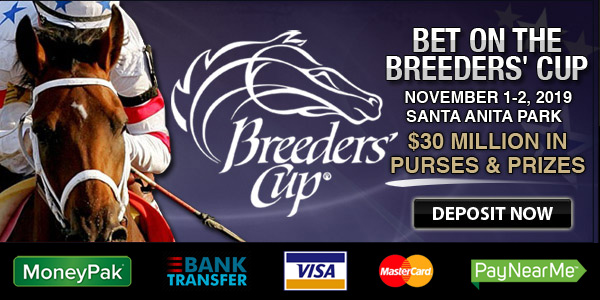 BET ON THE
BREEDERS' CUP
NOVEMBER 1-2, 2019
SANTA ANITA PARK
$30 MILLION IN
PURSES & PRIZES
Breeders'
Cup®
DEPOSIT NOW
MoneyPak®
BANK
TRANSFER
VISA
MasterCard
PayNearMe™